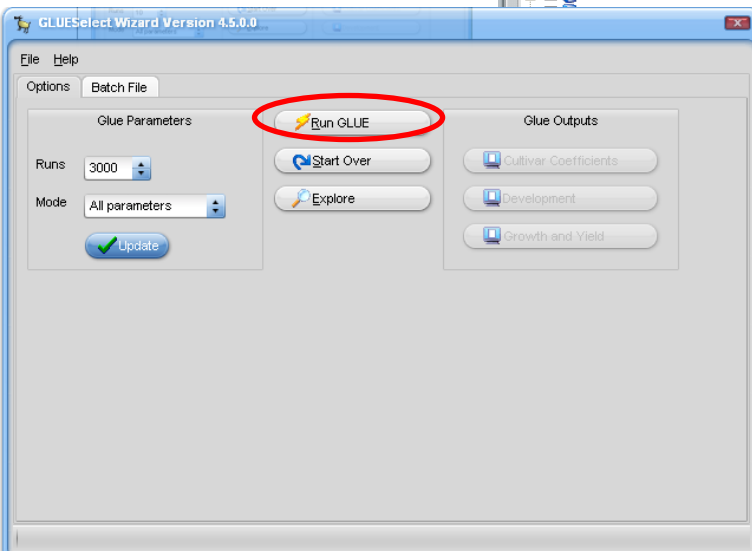 GLUESelect Wizard Version 4.5.0.0
File Help
Options Batch File
Glue Parameters
Runs 3000
Mode All parameters
Update
Run GLUE
Start Over
Explore
Glue Outputs
Cultivar Coefficients
Development
Growth and Yield